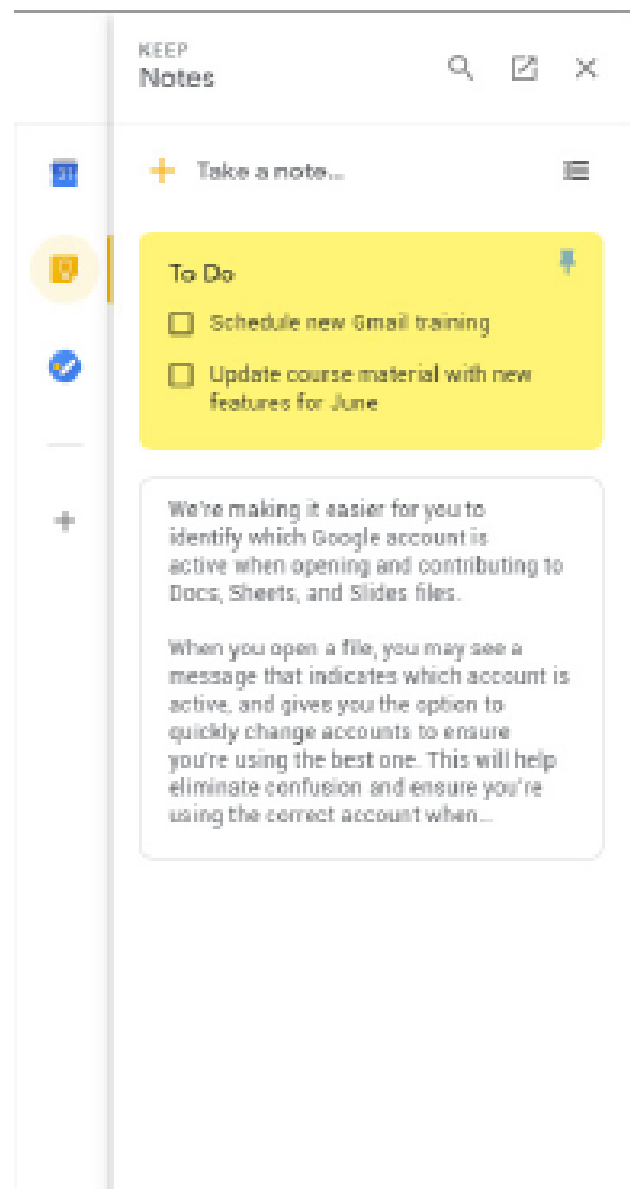 KEEP
Notes
31
Take a note...
To Do
Schedule new Gmail training
Update course material with new
features for June
We're making it easier for you to
identify which Google account is
active when opening and contributing to
Docs, Sheets, and Slides files.
When you open a file, you may see a
message that indicates which account is
active, and gives you the option to
quickly change accounts to ensure
you're using the best one. This will help
eliminate confusion and ensure you're
using the correct account when...